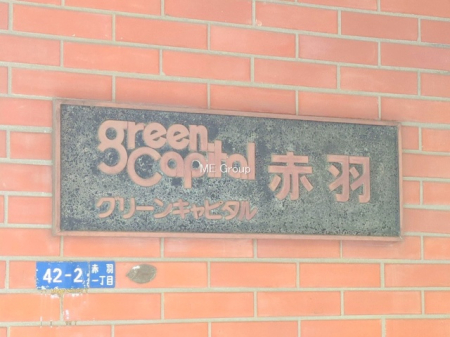 green
Capital
赤羽
グリーンキャピタル
ME Group
42-2
赤羽
一丁目